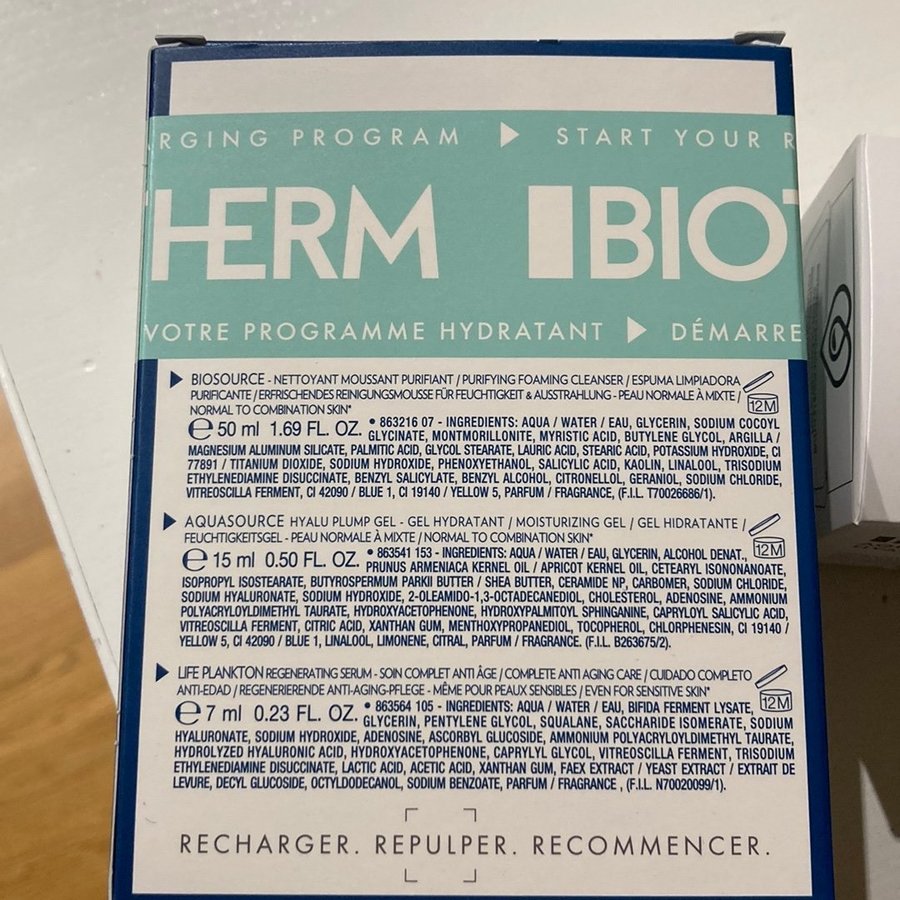 RGING PROGRAM ▶ START YOUR R
THERM BIOT
VOTRE PROGRAMME HYDRATANT ▶ DÉMARRE
BIOSOURCE - NETTOYANT MOUSSANT PURIFIANT / PURIFYING FOAMING CLEANSER / ESPUMA LIMPIADORA
PURIFICANTE / ERFRISCHENDES REINIGUNGSMOUSSE FÜR FEUCHTIGKEIT & AUSSTRAHLUNG - PEAU NORMALE À MIXTE /
NORMAL TO COMBINATION SKIN*
12M
℮ 50 ml 1.69 FL. OZ. • 863216 07 - INGREDIENTS: AQUA / WATER / EAU, GLYCERIN, SODIUM COCOYL
GLYCINATE, MONTMORILLONITE, MYRISTIC ACID, BUTYLENE GLYCOL, ARGILLA /
MAGNESIUM ALUMINUM SILICATE, PALMITIC ACID, GLYCOL STEARATE, LAURIC ACID, STEARIC ACID, POTASSIUM HYDROXIDE, CI
77891 / TITANIUM DIOXIDE, SODIUM HYDROXIDE, PHENOXYETHANOL, SALICYLIC ACID, KAOLIN, LINALOOL, TRISODIUM
ETHYLENEDIAMINE DISUCCINATE, BENZYL SALICYLATE, BENZYL ALCOHOL, CITRONELLOL, GERANIOL, SODIUM CHLORIDE,
VITREOSCILLA FERMENT, CI 42090 / BLUE 1, CI 19140 / YELLOW 5, PARFUM / FRAGRANCE, (F.I.L. T70026686/1).
AQUASOURCE HYALU PLUMP GEL - GEL HYDRATANT / MOISTURIZING GEL / GEL HIDRATANTE /
FEUCHTIGKEITSGEL - PEAU NORMALE À MIXTE / NORMAL TO COMBINATION SKIN*
12M
℮ 15 ml 0.50 FL. OZ. • 863541 153 - INGREDIENTS: AQUA / WATER / EAU, GLYCERIN, ALCOHOL DENAT.,
PRUNUS ARMENIACA KERNEL OIL / APRICOT KERNEL OIL, CETEARYL ISONONANOATE,
ISOPROPYL ISOSTEARATE, BUTYROSPERMUM PARKII BUTTER / SHEA BUTTER, CERAMIDE NP, CARBOMER, SODIUM CHLORIDE,
SODIUM HYALURONATE, SODIUM HYDROXIDE, 2-OLEAMIDO-1,3-OCTADECANEDIOL, CHOLESTEROL, ADENOSINE, AMMONIUM
POLYACRYLOYLDIMETHYL TAURATE, HYDROXYACETOPHENONE, HYDROXYPALMITOYL SPHINGANINE, CAPRYLOYL SALICYLIC ACID,
VITREOSCILLA FERMENT, CITRIC ACID, XANTHAN GUM, MENTHOXYPROPANEDIOL, TOCOPHEROL, CHLORPHENESIN, CI 19140 /
YELLOW 5, CI 42090 / BLUE 1, LINALOOL, LIMONENE, CITRAL, PARFUM / FRAGRANCE. (F.I.L. B263675/2).
LIFE PLANKTON REGENERATING SERUM - SOIN COMPLET ANTI ÂGE / COMPLETE ANTI AGING CARE / CUIDADO COMPLETO
ANTI-EDAD / REGENERIERENDE ANTI-AGING-PFLEGE - MÊME POUR PEAUX SENSIBLES / EVEN FOR SENSITIVE SKIN*
12M
℮ 7 ml 0.23 FL. OZ. • 863564 105 - INGREDIENTS: AQUA / WATER / EAU, BIFIDA FERMENT LYSATE,
GLYCERIN, PENTYLENE GLYCOL, SQUALANE, SACCHARIDE ISOMERATE, SODIUM
HYALURONATE, SODIUM HYDROXIDE, ADENOSINE, ASCORBYL GLUCOSIDE, AMMONIUM POLYACRYLOYLDIMETHYL TAURATE,
HYDROLYZED HYALURONIC ACID, HYDROXYACETOPHENONE, CAPRYLYL GLYCOL, VITREOSCILLA FERMENT, TRISODIUM
ETHYLENEDIAMINE DISUCCINATE, LACTIC ACID, ACETIC ACID, XANTHAN GUM, FAEX EXTRACT / YEAST EXTRACT / EXTRAIT DE
LEVURE, DECYL GLUCOSIDE, OCTYLDODECANOL, SODIUM BENZOATE, PARFUM / FRAGRANCE , (F.I.L. N70020099/1).
RECHARGER. REPULPER. RECOMMENCER.